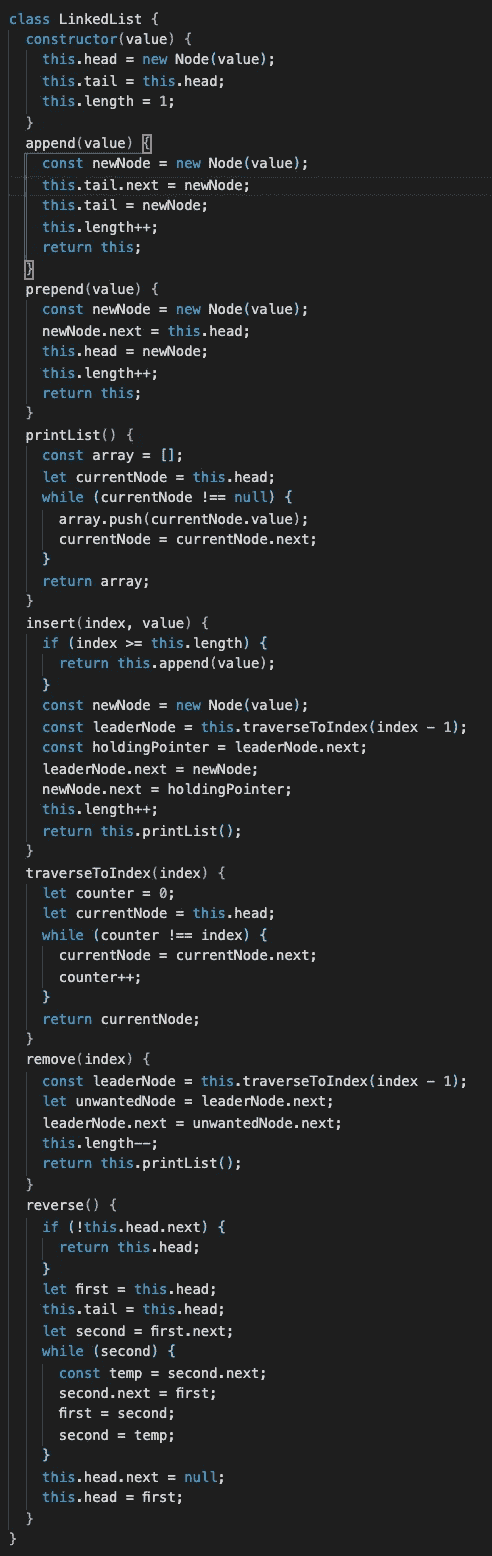 class LinkedList {
  constructor(value) {
    this.head = new Node(value);
    this.tail = this.head;
    this.length = 1;
  }
  append(value) {
    const newNode = new Node(value);
    this.tail.next = newNode;
    this.tail = newNode;
    this.length++;
    return this;
  }
  prepend(value) {
    const newNode = new Node(value);
    newNode.next = this.head;
    this.head = newNode;
    this.length++;
    return this;
  }
  printList() {
    const array = [];
    let currentNode = this.head;
    while (currentNode !== null) {
      array.push(currentNode.value);
      currentNode = currentNode.next;
    }
    return array;
  }
  insert(index, value) {
    if (index >= this.length) {
      return this.append(value);
    }
    const newNode = new Node(value);
    const leaderNode = this.traverseToIndex(index - 1);
    const holdingPointer = leaderNode.next;
    leaderNode.next = newNode;
    newNode.next = holdingPointer;
    this.length++;
    return this.printList();
  }
  traverseToIndex(index) {
    let counter = 0;
    let currentNode = this.head;
    while (counter !== index) {
      currentNode = currentNode.next;
      counter++;
    }
    return currentNode;
  }
  remove(index) {
    const leaderNode = this.traverseToIndex(index - 1);
    let unwantedNode = leaderNode.next;
    leaderNode.next = unwantedNode.next;
    this.length--;
    return this.printList();
  }
  reverse() {
    if (!this.head.next) {
      return this.head;
    }
    let first = this.head;
    this.tail = this.head;
    let second = first.next;
    while (second) {
      const temp = second.next;
      second.next = first;
      first = second;
      second = temp;
    }
    this.head.next = null;
    this.head = first;
  }
}